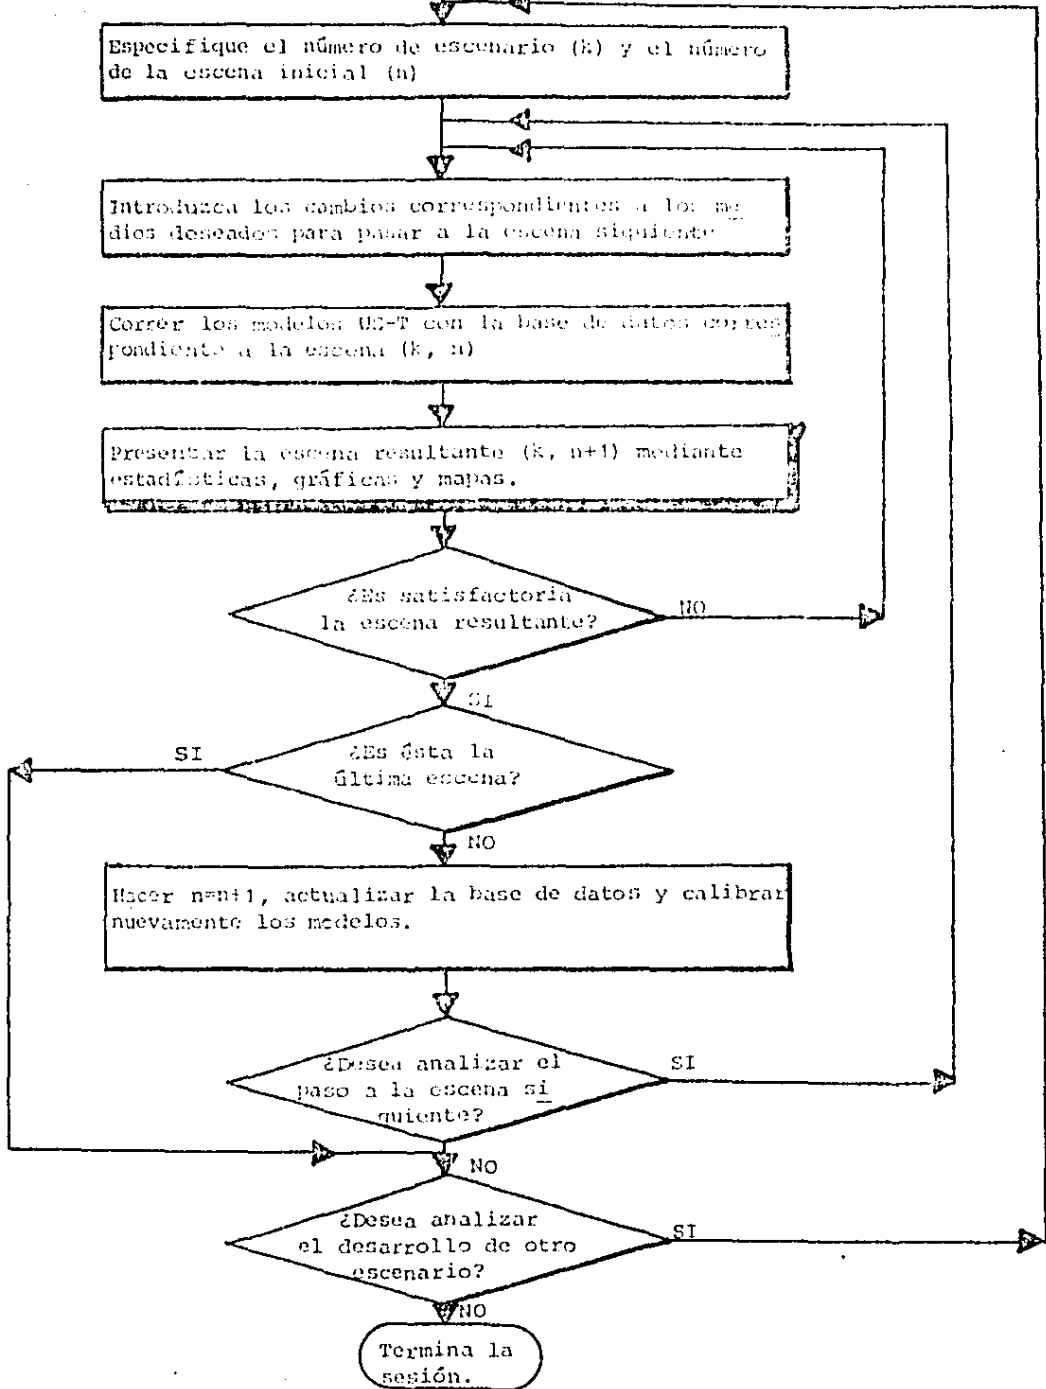 Especifique el número de escenario (k) y el número
de la escena inicial (n)
Introduzca los cambios correspondientes a los me
dios deseados para pasar a la escena siguiente
Correr los modelos US-T con la base de datos corres
pondiente a la escena (k, n)
Presentar la escena resultante (k, n+1) mediante
estadísticas, gráficas y mapas.
¿Es satisfactoria
la escena resultante?
NO
SI
¿Es ésta la
última escena?
SI
NO
Hacer n=n+1, actualizar la base de datos y calibrar
nuevamente los modelos.
¿Desea analizar el
paso a la escena si
guiente?
SI
NO
¿Desea analizar
el desarrollo de otro
escenario?
SI
NO
Termina la
sesión.